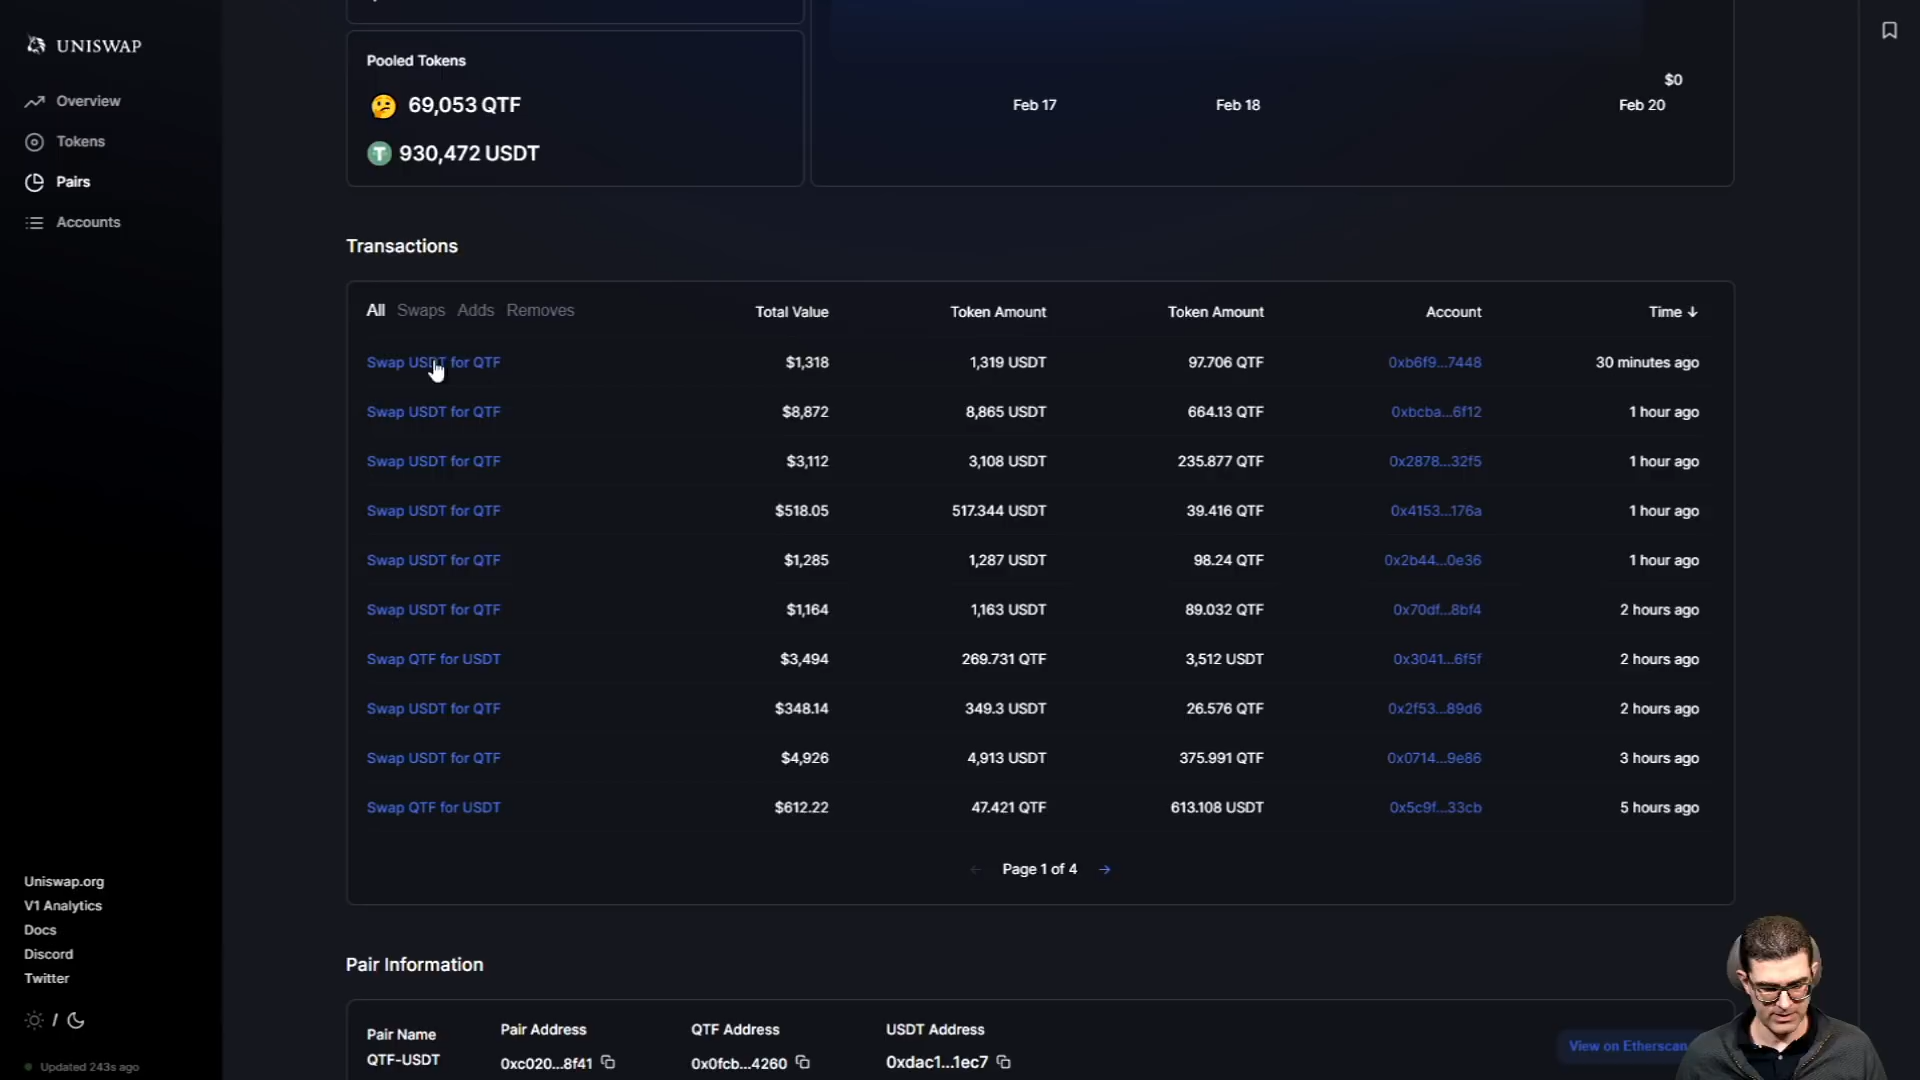 UNISWAP
Overview
Tokens
Pairs
Accounts
Uniswap.org
V1 Analytics
Docs
Discord
Twitter
/
Updated 243s ago
Pooled Tokens
69,053 QTF
930,472 USDT
$0
Feb 17 Feb 18 Feb 20
Transactions
All Swaps Adds Removes Total Value Token Amount Token Amount Account Time ↓
Swap USDT for QTF $1,318 1,319 USDT 97.706 QTF 0xb6f9...7448 30 minutes ago
Swap USDT for QTF $8,872 8,865 USDT 664.13 QTF 0xbcba...6f12 1 hour ago
Swap USDT for QTF $3,112 3,108 USDT 235.877 QTF 0x2878...32f5 1 hour ago
Swap USDT for QTF $518.05 517.344 USDT 39.416 QTF 0x4153...176a 1 hour ago
Swap USDT for QTF $1,285 1,287 USDT 98.24 QTF 0x2b44...0e36 1 hour ago
Swap USDT for QTF $1,164 1,163 USDT 89.032 QTF 0x70df...8bf4 2 hours ago
Swap QTF for USDT $3,494 269.731 QTF 3,512 USDT 0x3041...6f5f 2 hours ago
Swap USDT for QTF $348.14 349.3 USDT 26.576 QTF 0x2f53...89d6 2 hours ago
Swap USDT for QTF $4,926 4,913 USDT 375.991 QTF 0x0714...9e86 3 hours ago
Swap QTF for USDT $612.22 47.421 QTF 613.108 USDT 0x5c9f...33cb 5 hours ago
← Page 1 of 4 →
Pair Information
Pair Name Pair Address QTF Address USDT Address
QTF-USDT 0xc020...8f41 0x0fcb...4260 0xdac1...1ec7
View on Etherscan